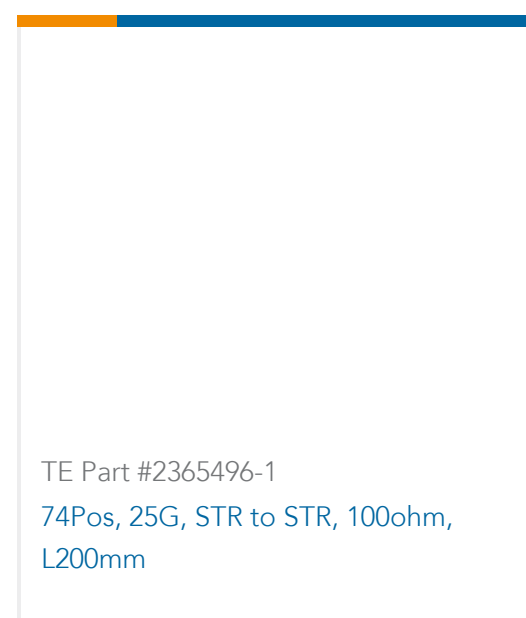 TE Part #2365496-1
74Pos, 25G, STR to STR, 100ohm,
L200mm